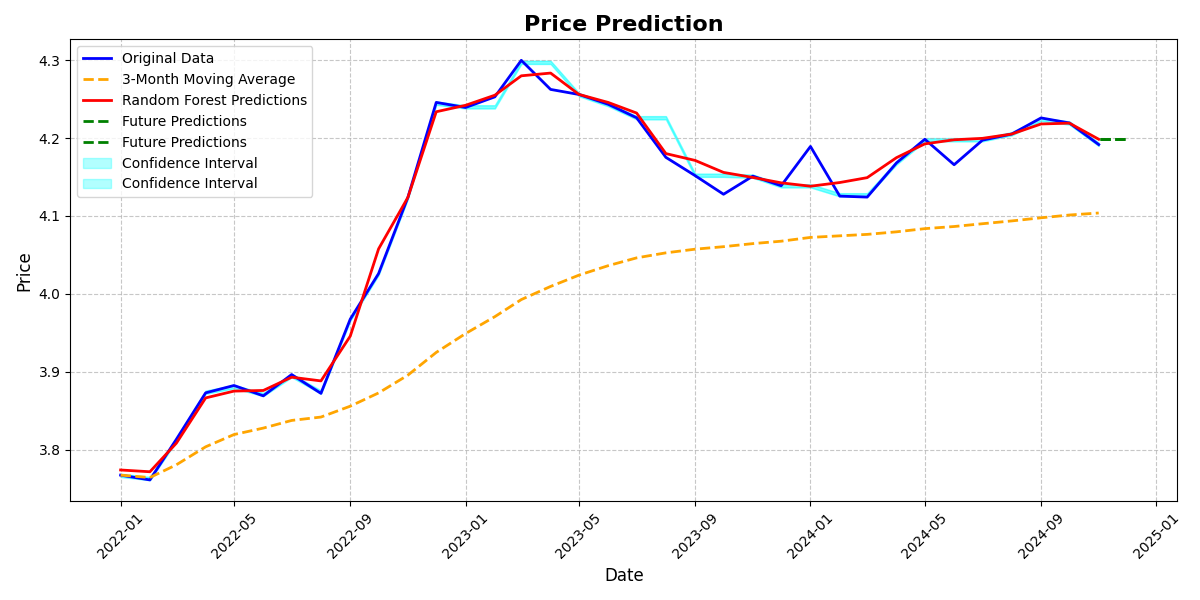 Price Prediction
Original Data
3-Month Moving Average
Random Forest Predictions
Future Predictions
Future Predictions
Confidence Interval
Confidence Interval
4.3
4.2
4.1
4.0
3.9
3.8
Price
2022-01
2022-05
2022-09
2023-01
2023-05
2023-09
2024-01
2024-05
2024-09
2025-01
Date